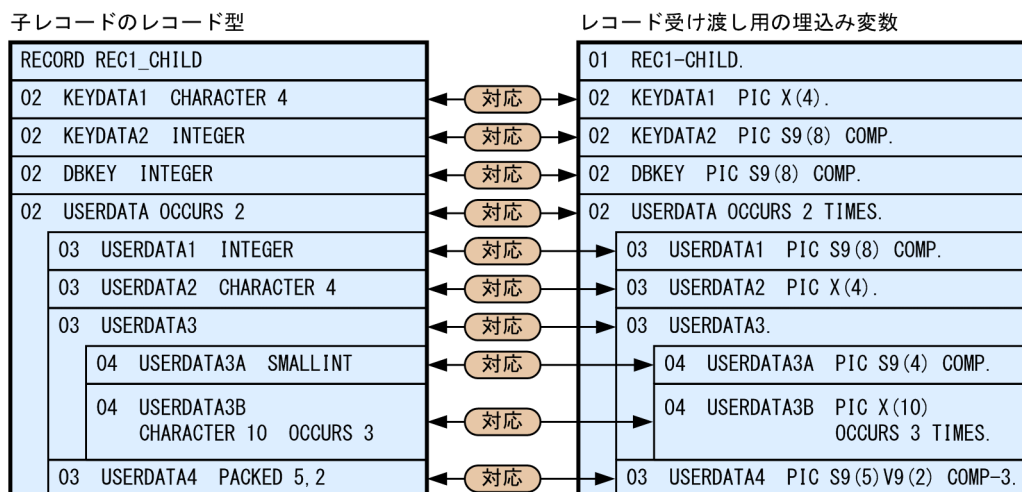 子レコードのレコード型
レコード受け渡し用の埋込み変数
RECORD REC1_CHILD
01 REC1-CHILD.
02 KEYDATA1 CHARACTER 4
対応
02 KEYDATA1 PIC X(4).
02 KEYDATA2 INTEGER
対応
02 KEYDATA2 PIC S9(8) COMP.
02 DBKEY INTEGER
対応
02 DBKEY PIC S9(8) COMP.
02 USERDATA OCCURS 2
対応
02 USERDATA OCCURS 2 TIMES.
03 USERDATA1 INTEGER
対応
03 USERDATA1 PIC S9(8) COMP.
03 USERDATA2 CHARACTER 4
対応
03 USERDATA2 PIC X(4).
03 USERDATA3
対応
03 USERDATA3.
04 USERDATA3A SMALLINT
対応
04 USERDATA3A PIC S9(4) COMP.
04 USERDATA3B
CHARACTER 10 OCCURS 3
対応
04 USERDATA3B PIC X(10)
OCCURS 3 TIMES.
03 USERDATA4 PACKED 5,2
対応
03 USERDATA4 PIC S9(5)V9(2) COMP-3.